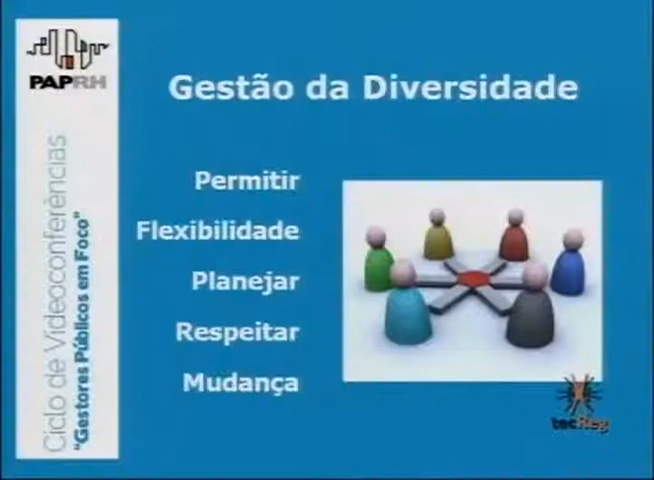 PAPRH
Gestão da Diversidade
Permitir
Flexibilidade
Planejar
Respeitar
Mudança
Ciclo de Videoconferências
"Gestores Públicos em Foco"
tecReg